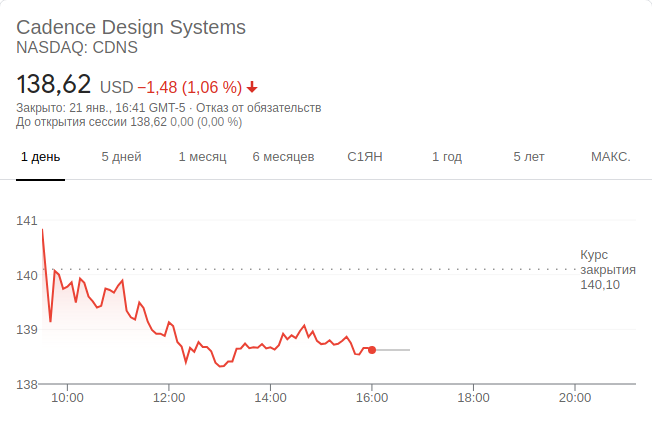 Cadence Design Systems
NASDAQ: CDNS
138,62 USD −1,48 (1,06 %)
Закрыто: 21 янв., 16:41 GMT-5 · Отказ от обязательств
До открытия сессии 138,62 0,00 (0,00 %)
1 день 5 дней 1 месяц 6 месяцев С1ЯН 1 год 5 лет МАКС.
141
140
139
138
Курс
закрытия
140,10
10:00 12:00 14:00 16:00 18:00 20:00